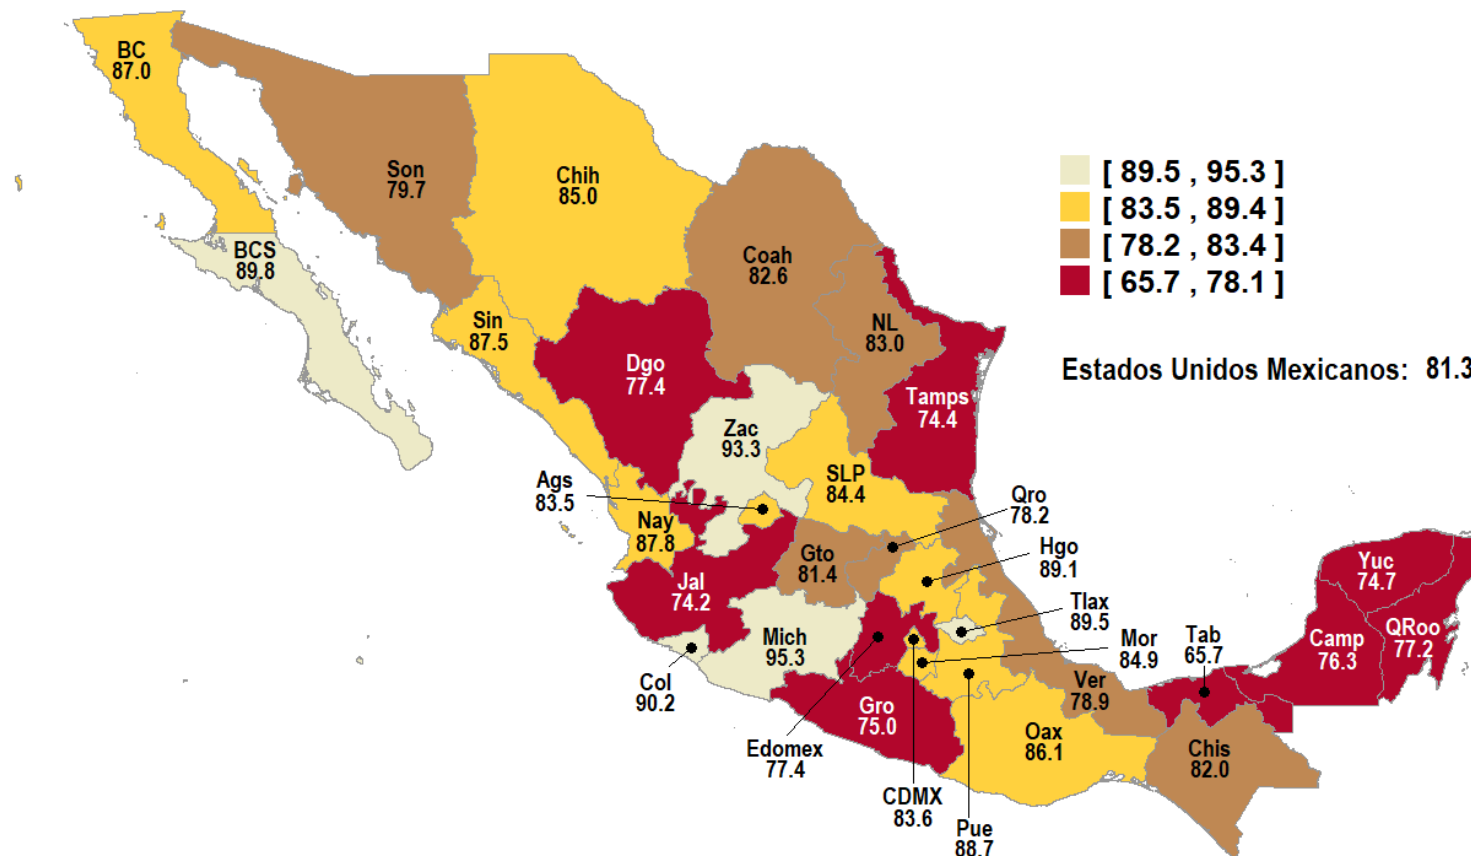 BC
87.0
Son
79.7
Chih
85.0
[ 89.5 , 95.3 ]
[ 83.5 , 89.4 ]
[ 78.2 , 83.4 ]
[ 65.7 , 78.1 ]
BCS
89.8
Coah
82.6
Sin
87.5
NL
83.0
Dgo
77.4
Estados Unidos Mexicanos: 81.3
Tamps
74.4
Zac
93.3
Ags
83.5
SLP
84.4
Qro
78.2
Nay
87.8
Hgo
89.1
Gto
81.4
Yuc
74.7
Jal
74.2
Tlax
89.5
Mich
95.3
Mor
84.9
Tab
65.7
Camp
76.3
QRoo
77.2
Col
90.2
Ver
78.9
Gro
75.0
Edomex
77.4
Oax
86.1
Chis
82.0
CDMX
83.6
Pue
88.7